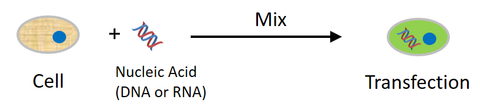 +
Mix
Cell
Nucleic Acid
(DNA or RNA)
Transfection